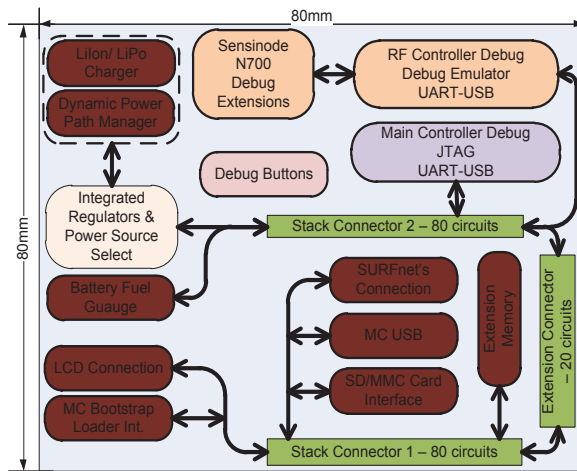 80mm
80mm
LiIon/ LiPo
Charger
Dynamic Power
Path Manager
Sensinode
N700
Debug
Extensions
RF Controller Debug
Debug Emulator
UART-USB
Main Controller Debug
JTAG
UART-USB
Debug Buttons
Integrated
Regulators &
Power Source
Select
Stack Connector 2 – 80 circuits
Battery Fuel
Guauge
SURFnet's
Connection
MC USB
SD/MMC Card
Interface
Extension
Memory
Extension Connector
– 20 circuits
LCD Connection
MC Bootstrap
Loader Int.
Stack Connector 1 – 80 circuits